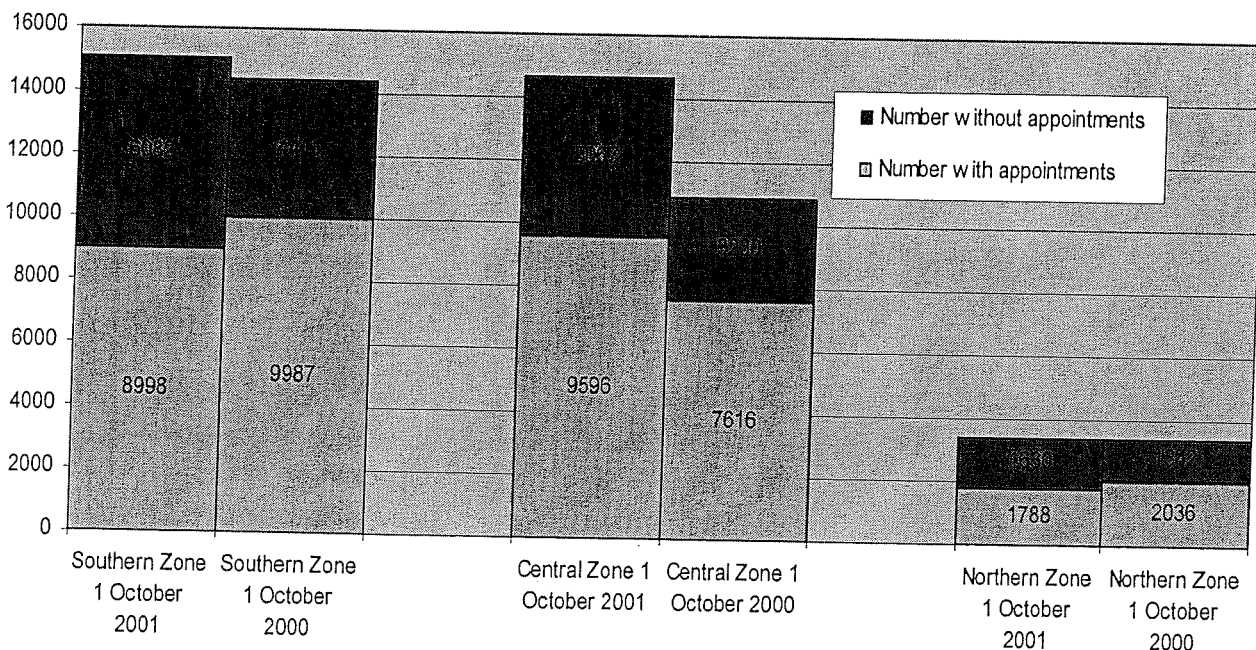 16000
14000
12000
10000
8000
6000
4000
2000
0
Number without appointments
Number with appointments
8998
9987
9596
7616
1788
2036
Southern Zone
1 October
2001
Southern Zone
1 October
2000
Central Zone 1
October 2001
Central Zone 1
October 2000
Northern Zone
1 October
2001
Northern Zone
1 October
2000